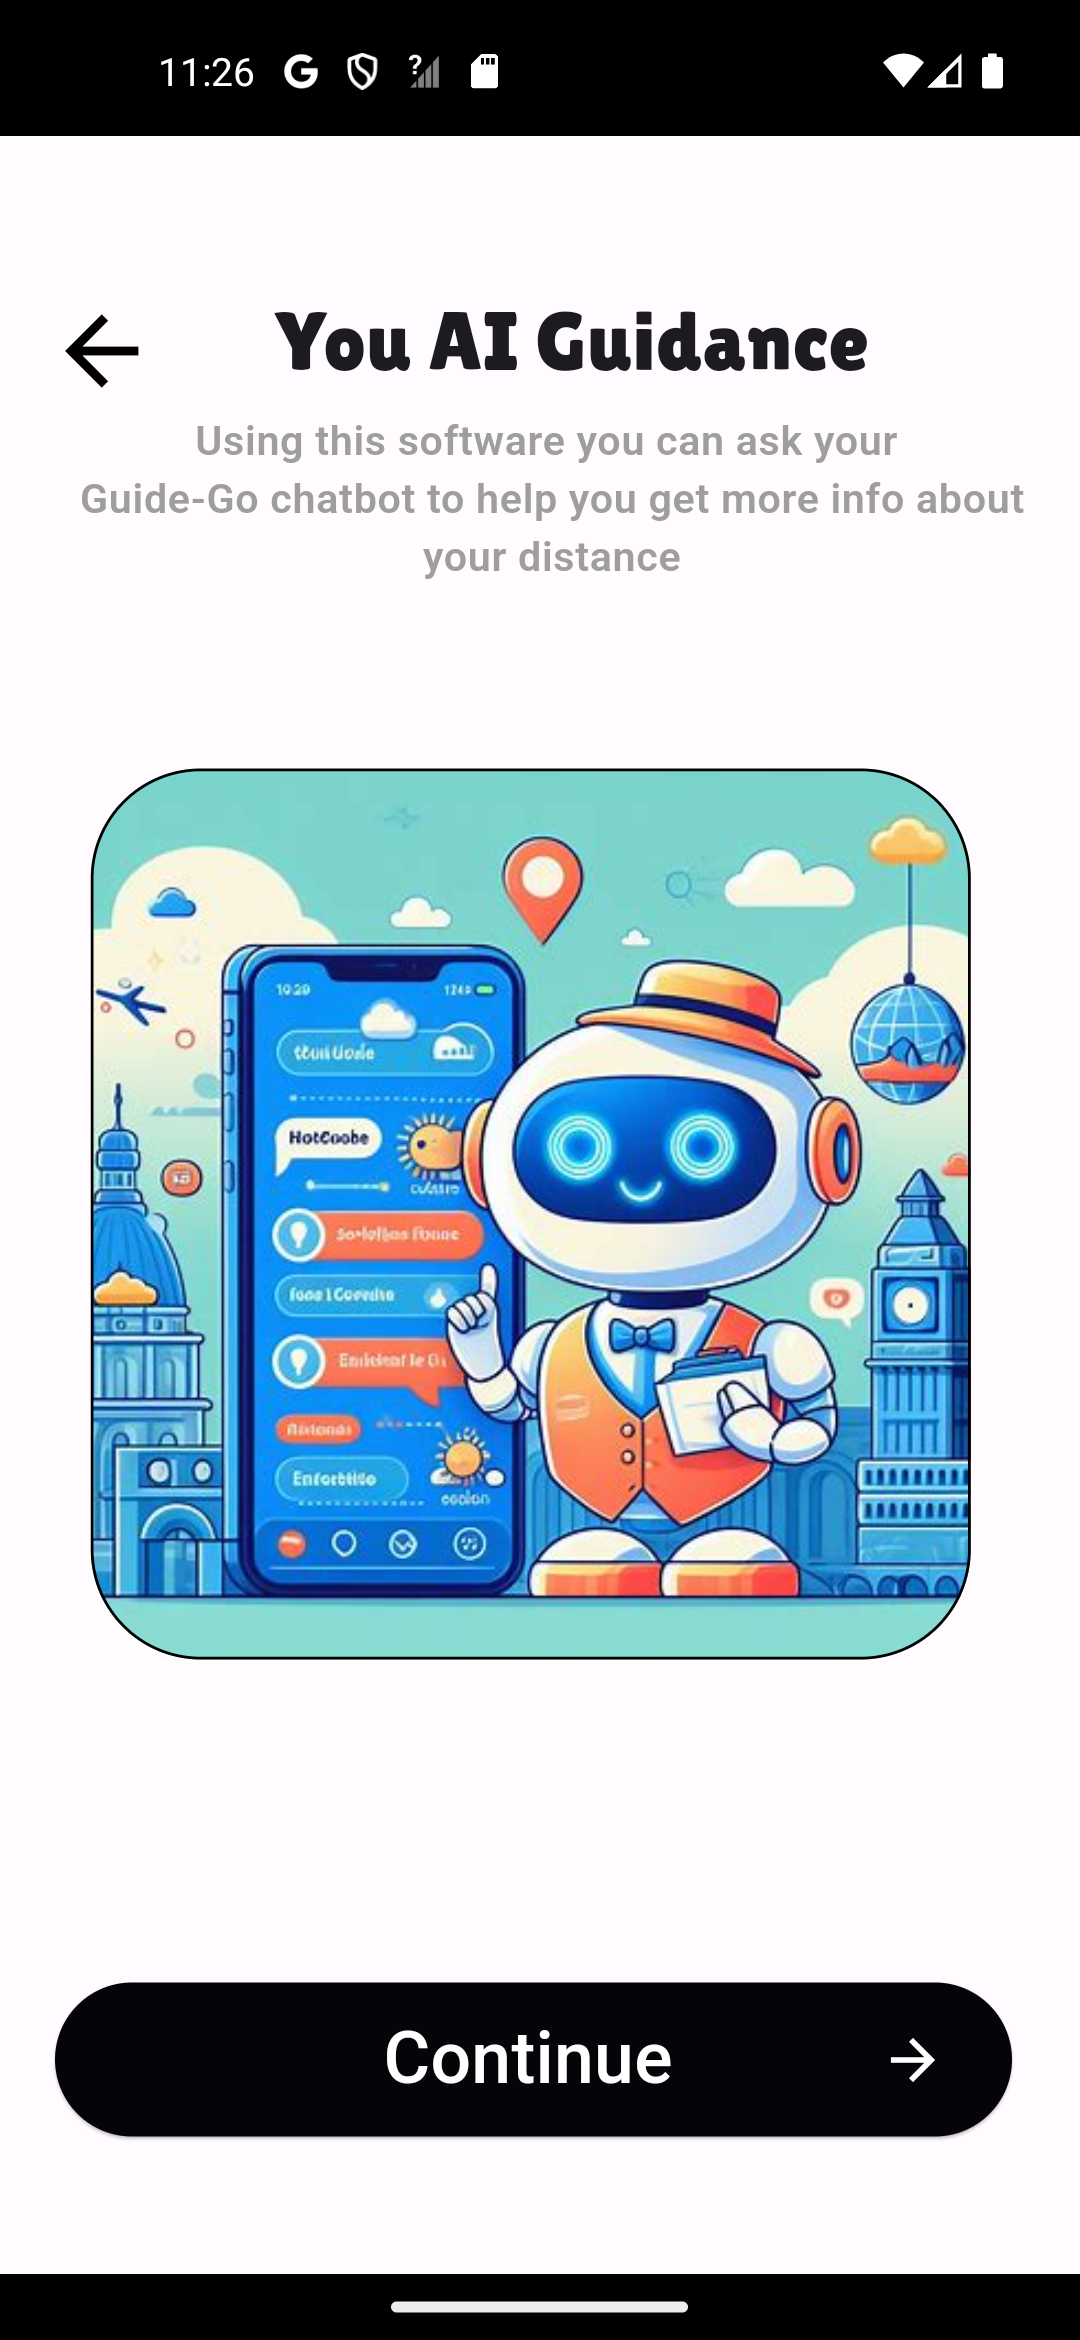 11:26
You AI Guidance
Using this software you can ask your
Guide-Go chatbot to help you get more info about
your distance
HotCoobe
Continue